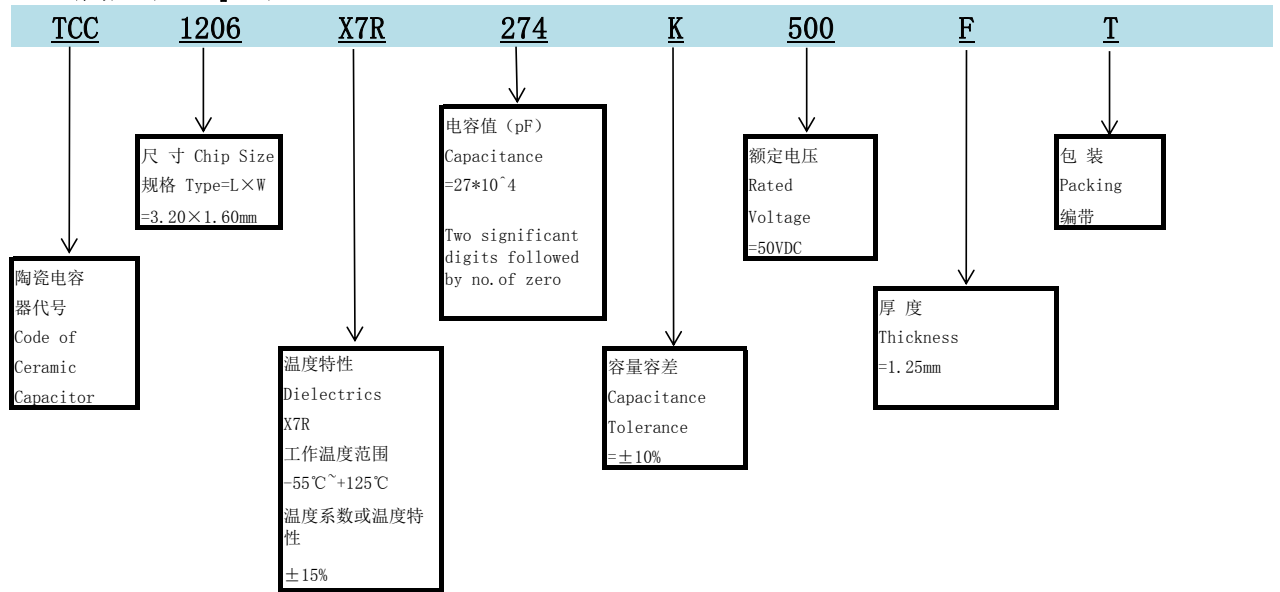 TCC 1206 X7R 274 K 500 F T
陶瓷电容
器代号
Code of
Ceramic
Capacitor
尺 寸 Chip Size
规格 Type=L×W
=3.20×1.60mm
温度特性
Dielectrics
X7R
工作温度范围
-55℃~+125℃
温度系数或温度特
性
±15%
电容值（pF）
Capacitance
=27*10^4
Two significant
digits followed
by no.of zero
容量容差
Capacitance
Tolerance
=±10%
额定电压
Rated
Voltage
=50VDC
厚 度
Thickness
=1.25mm
包 装
Packing
编带